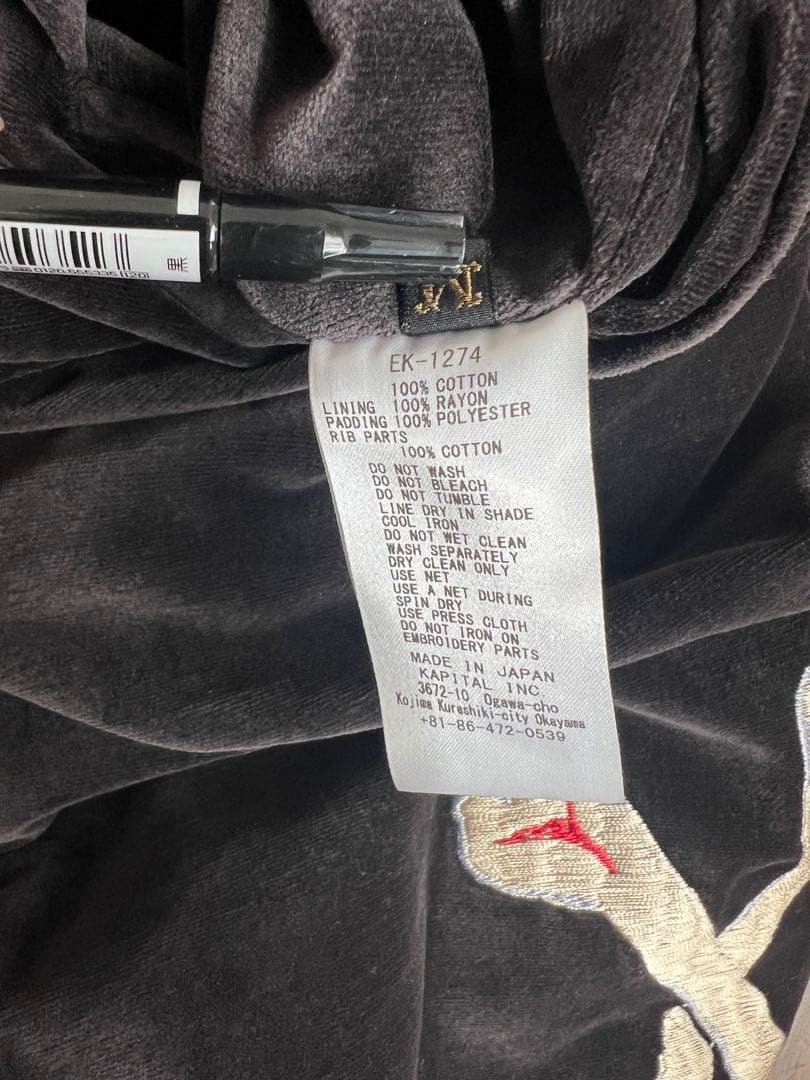 0120-555335
黒
EK-1274
100% COTTON
LINING 100% RAYON
PADDING 100% POLYESTER
RIB PARTS
100% COTTON
DO NOT WASH
DO NOT BLEACH
DO NOT TUMBLE
LINE DRY IN SHADE
COOL IRON
DO NOT WET CLEAN
WASH SEPARATELY
DRY CLEAN ONLY
USE NET
USE A NET DURING
SPIN DRY
USE PRESS CLOTH
DO NOT IRON ON
EMBROIDERY PARTS
MADE IN JAPAN
KAPITAL INC.
3672-10 Ogawa-cho
Kojima Kurashiki-city Okayama
+81-86-472-0539